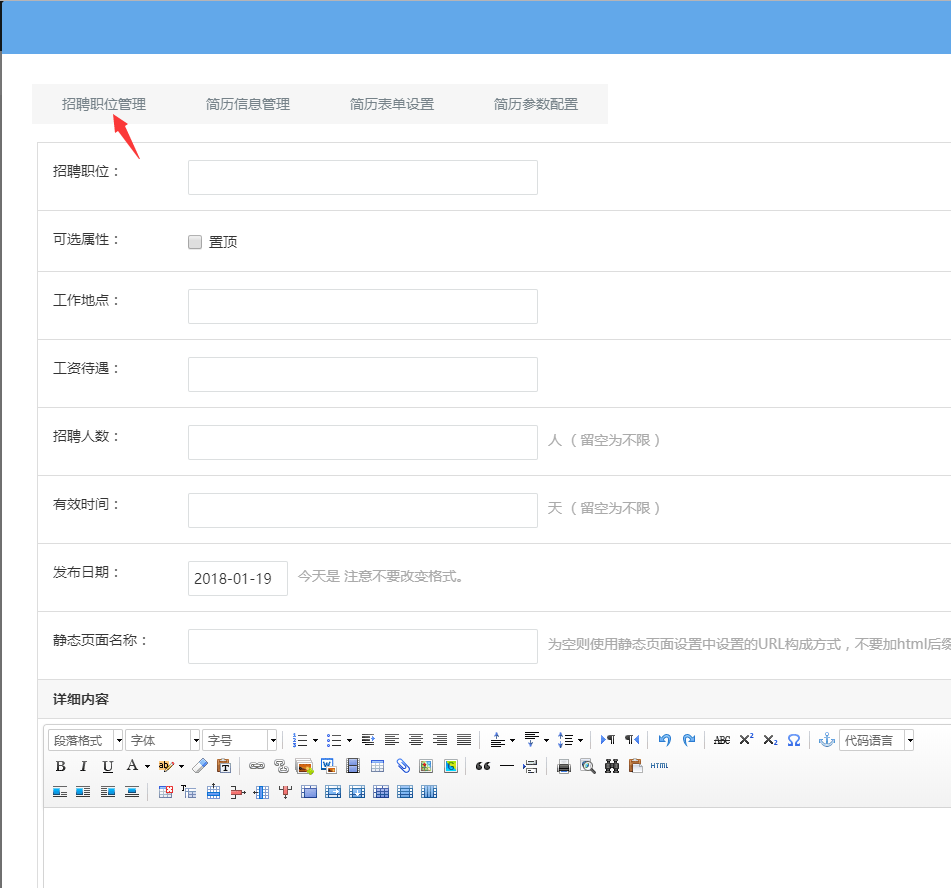 招聘职位管理 简历信息管理 简历表单设置 简历参数配置
招聘职位：
可选属性： 置顶
工作地点：
工资待遇：
招聘人数： 人 （留空为不限）
有效时间： 天 （留空为不限）
发布日期： 2018-01-19 今天是 注意不要改变格式。
静态页面名称： 为空则使用静态页面设置中设置的URL构成方式，不要加html后缀
详细内容
段落格式 字体 字号 ABC X² X₂ Ω 代码语言
B I U A ab HTML